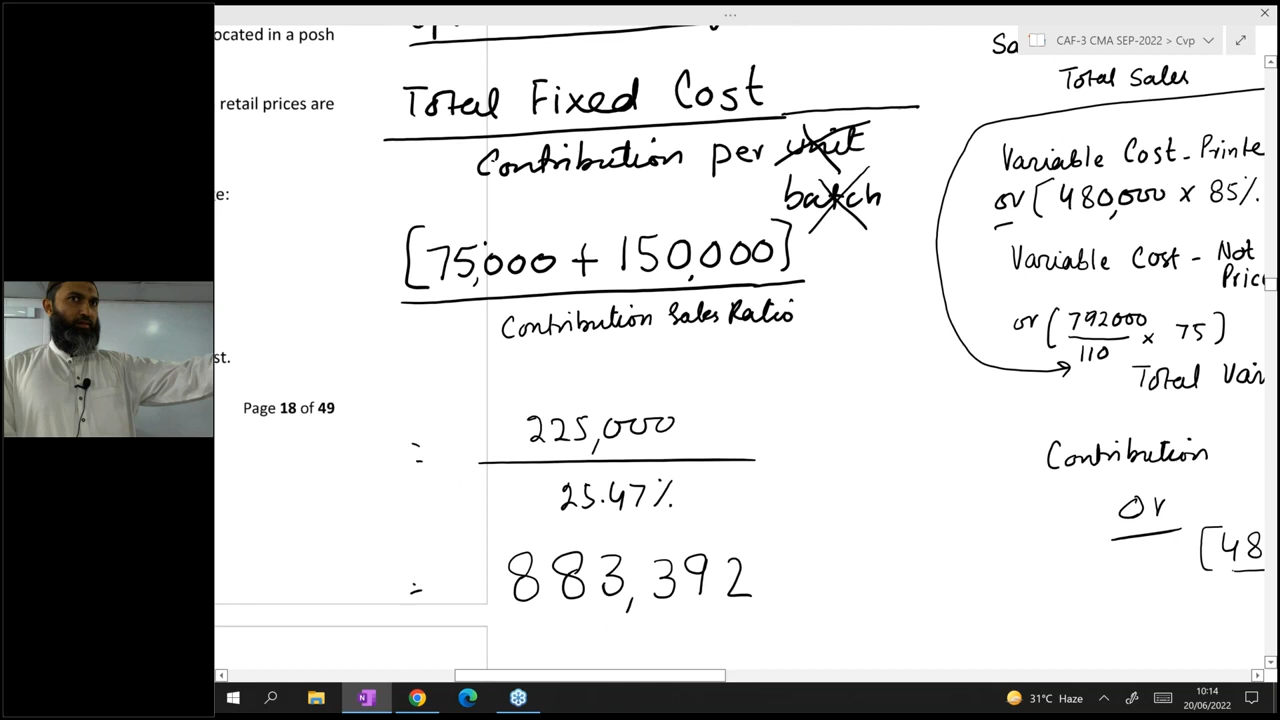 ocated in a posh
retail prices are
e:
st.
Page 18 of 49
CAF-3 CMA SEP-2022 > Cvp
Total Fixed Cost
Contribution per unit
batch
[75,000 + 150,000]
Contribution Sales Ratio
= 225,000
25.47%
= 883,392
Sa
Total Sales
Variable Cost - Printe
or [480,000 × 85%
Variable Cost - Not
Pric
or [792000 × 75]
110
Total Var
Contribution
Or
[48
31°C Haze
10:14
20/06/2022